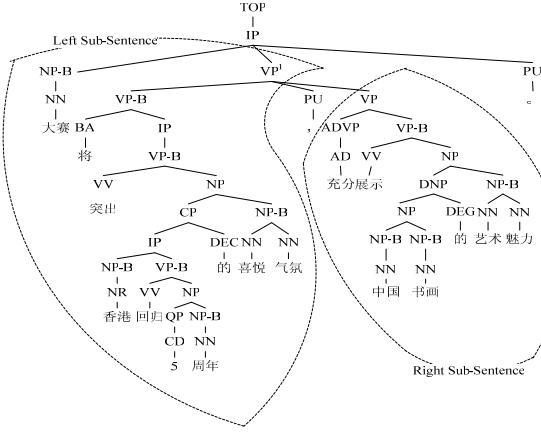 TOP
Left Sub-Sentence IP
NP-B VP1 PU
NN VP-B PU VP 。
大赛 BA IP ， ADVP VP-B
将 VP-B AD VV NP
VV NP 充分 展示 DNP NP-B
突出 CP NP-B NP DEG NN NN
IP DEC NN NN NP-B NP-B 的 艺术 魅力
NP-B VP-B 的 喜悦 气氛 NN NN
NR VV NP 中国 书画
香港 回归 QP NP-B
CD NN
5 周年
Right Sub-Sentence